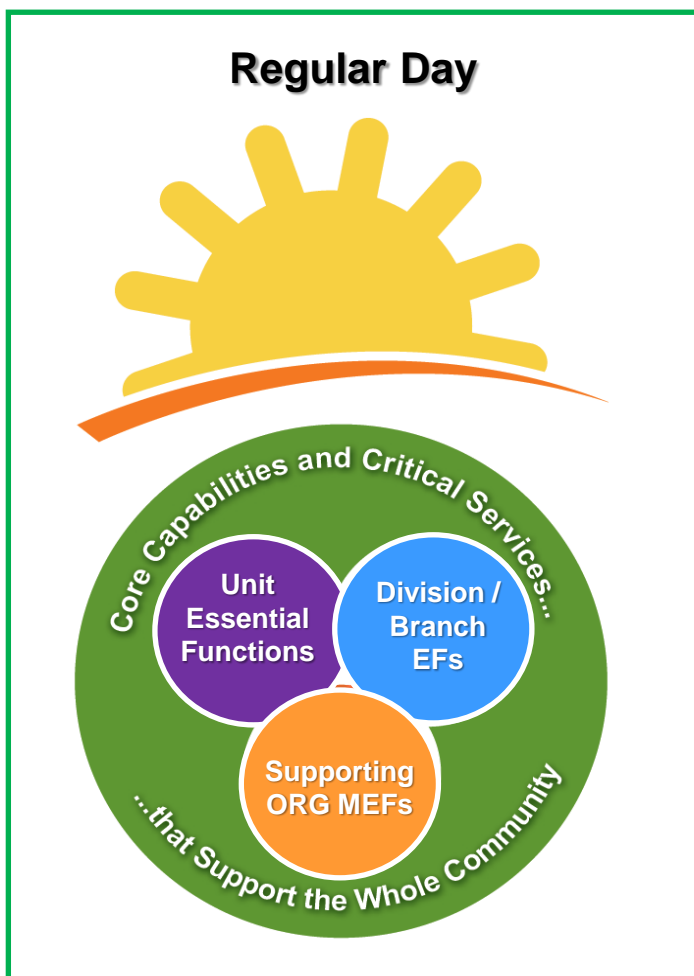 Regular Day
Core Capabilities and Critical Services...
Unit
Essential
Functions
Division /
Branch
EFs
Supporting
ORG MEFs
...that Support the Whole Community